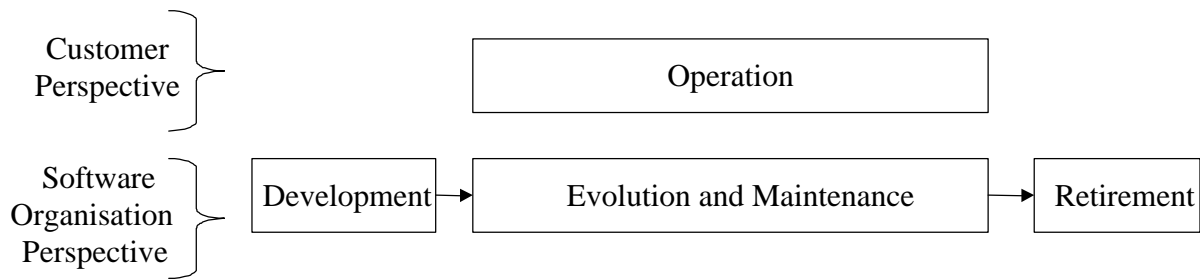 Customer
Perspective
Operation
Software
Organisation
Perspective
Development
Evolution and Maintenance
Retirement